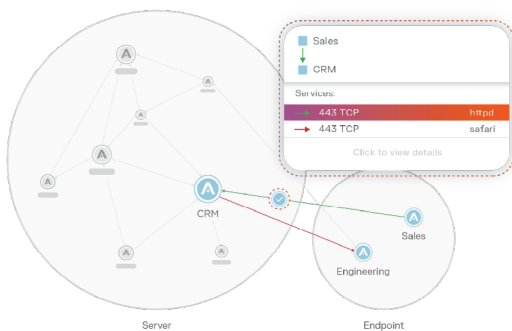 Sales
CRM
Services:
443 TCP httpd
443 TCP safari
Click to view details
CRM
Sales
Engineering
Server
Endpoint